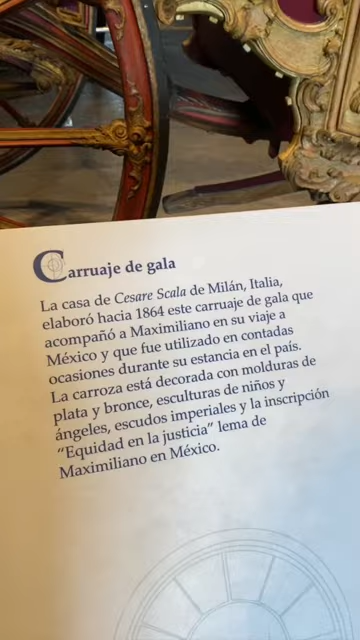 Carruaje de gala
La casa de Cesare Scala de Milán, Italia,
elaboró hacia 1864 este carruaje de gala que
acompañó a Maximiliano en su viaje a
México y que fue utilizado en contadas
ocasiones durante su estancia en el país.
La carroza está decorada con molduras de
plata y bronce, esculturas de niños y
ángeles, escudos imperiales y la inscripción
“Equidad en la justicia” lema de
Maximiliano en México.